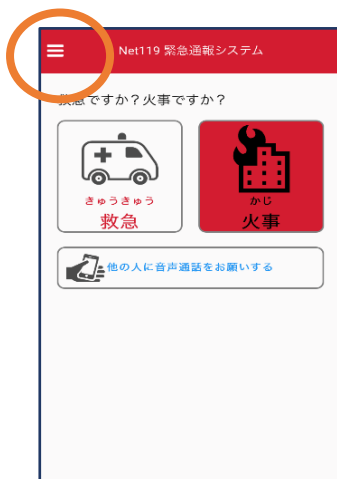 Net119 緊急通報システム
救急ですか？火事ですか？
きゅうきゅう
救急
かじ
火事
他の人に音声通話をお願いする